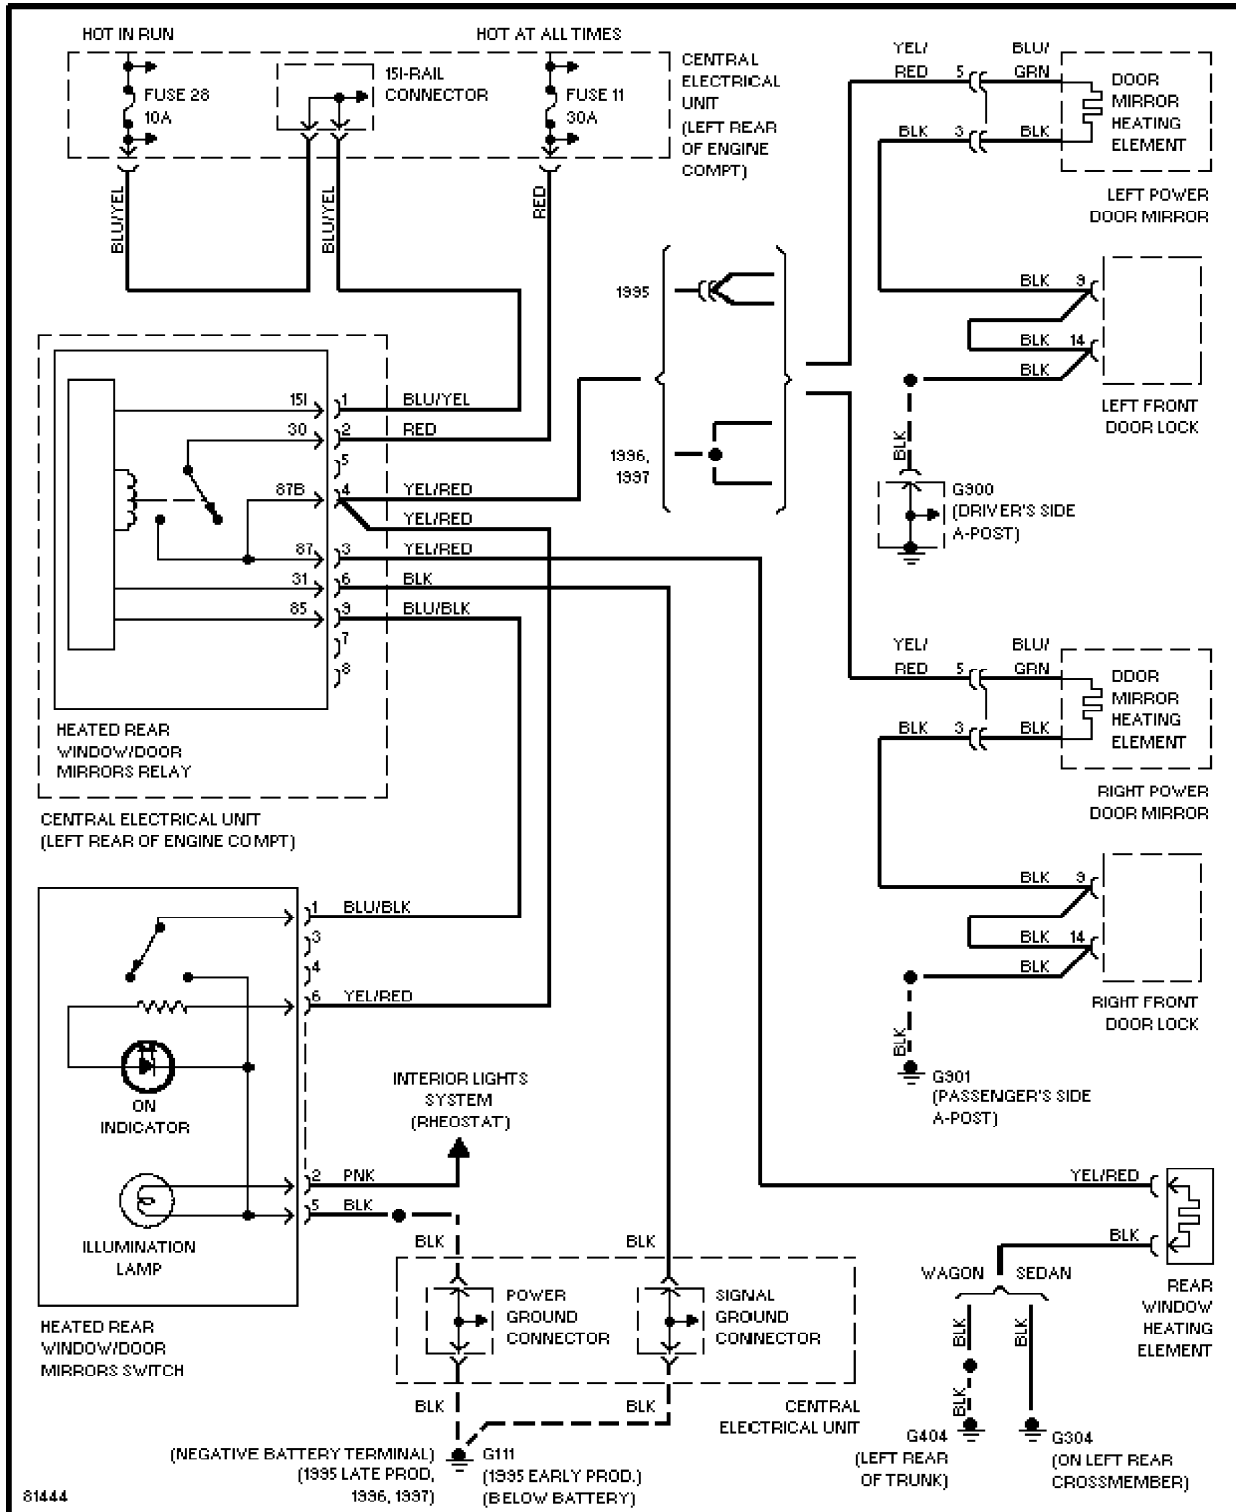 HOT IN RUN
HOT AT ALL TIMES
FUSE 28
10A
15I-RAIL
CONNECTOR
FUSE 11
30A
CENTRAL
ELECTRICAL
UNIT
(LEFT REAR
OF ENGINE
COMPT)
BLU/YEL
BLU/YEL
RED
YEL/
RED
5
BLU/
GRN
BLK
3
BLK
DOOR
MIRROR
HEATING
ELEMENT
LEFT POWER
DOOR MIRROR
BLK
9
BLK
14
BLK
LEFT FRONT
DOOR LOCK
BLK
G900
(DRIVER'S SIDE
A-POST)
1995
1996,
1997
15I
1
BLU/YEL
30
2
RED
5
87B
4
YEL/RED
YEL/RED
87
3
YEL/RED
31
6
BLK
85
9
BLU/BLK
7
8
HEATED REAR
WINDOW/DOOR
MIRRORS RELAY
CENTRAL ELECTRICAL UNIT
(LEFT REAR OF ENGINE COMPT)
YEL/
RED
5
BLU/
GRN
BLK
3
BLK
DOOR
MIRROR
HEATING
ELEMENT
RIGHT POWER
DOOR MIRROR
BLK
9
BLK
14
BLK
RIGHT FRONT
DOOR LOCK
BLK
G901
(PASSENGER'S SIDE
A-POST)
1
BLU/BLK
3
4
6
YEL/RED
ON
INDICATOR
INTERIOR LIGHTS
SYSTEM
(RHEOSTAT)
2
PNK
5
BLK
ILLUMINATION
LAMP
HEATED REAR
WINDOW/DOOR
MIRRORS SWITCH
BLK
BLK
POWER
GROUND
CONNECTOR
SIGNAL
GROUND
CONNECTOR
BLK
BLK
CENTRAL
ELECTRICAL UNIT
(NEGATIVE BATTERY TERMINAL)
(1995 LATE PROD,
1996, 1997)
G111
(1995 EARLY PROD.)
(BELOW BATTERY)
YEL/RED
BLK
REAR
WINDOW
HEATING
ELEMENT
WAGON
SEDAN
BLK
BLK
BLK
G404
(LEFT REAR
OF TRUNK)
G304
(ON LEFT REAR
CROSSMEMBER)
81444